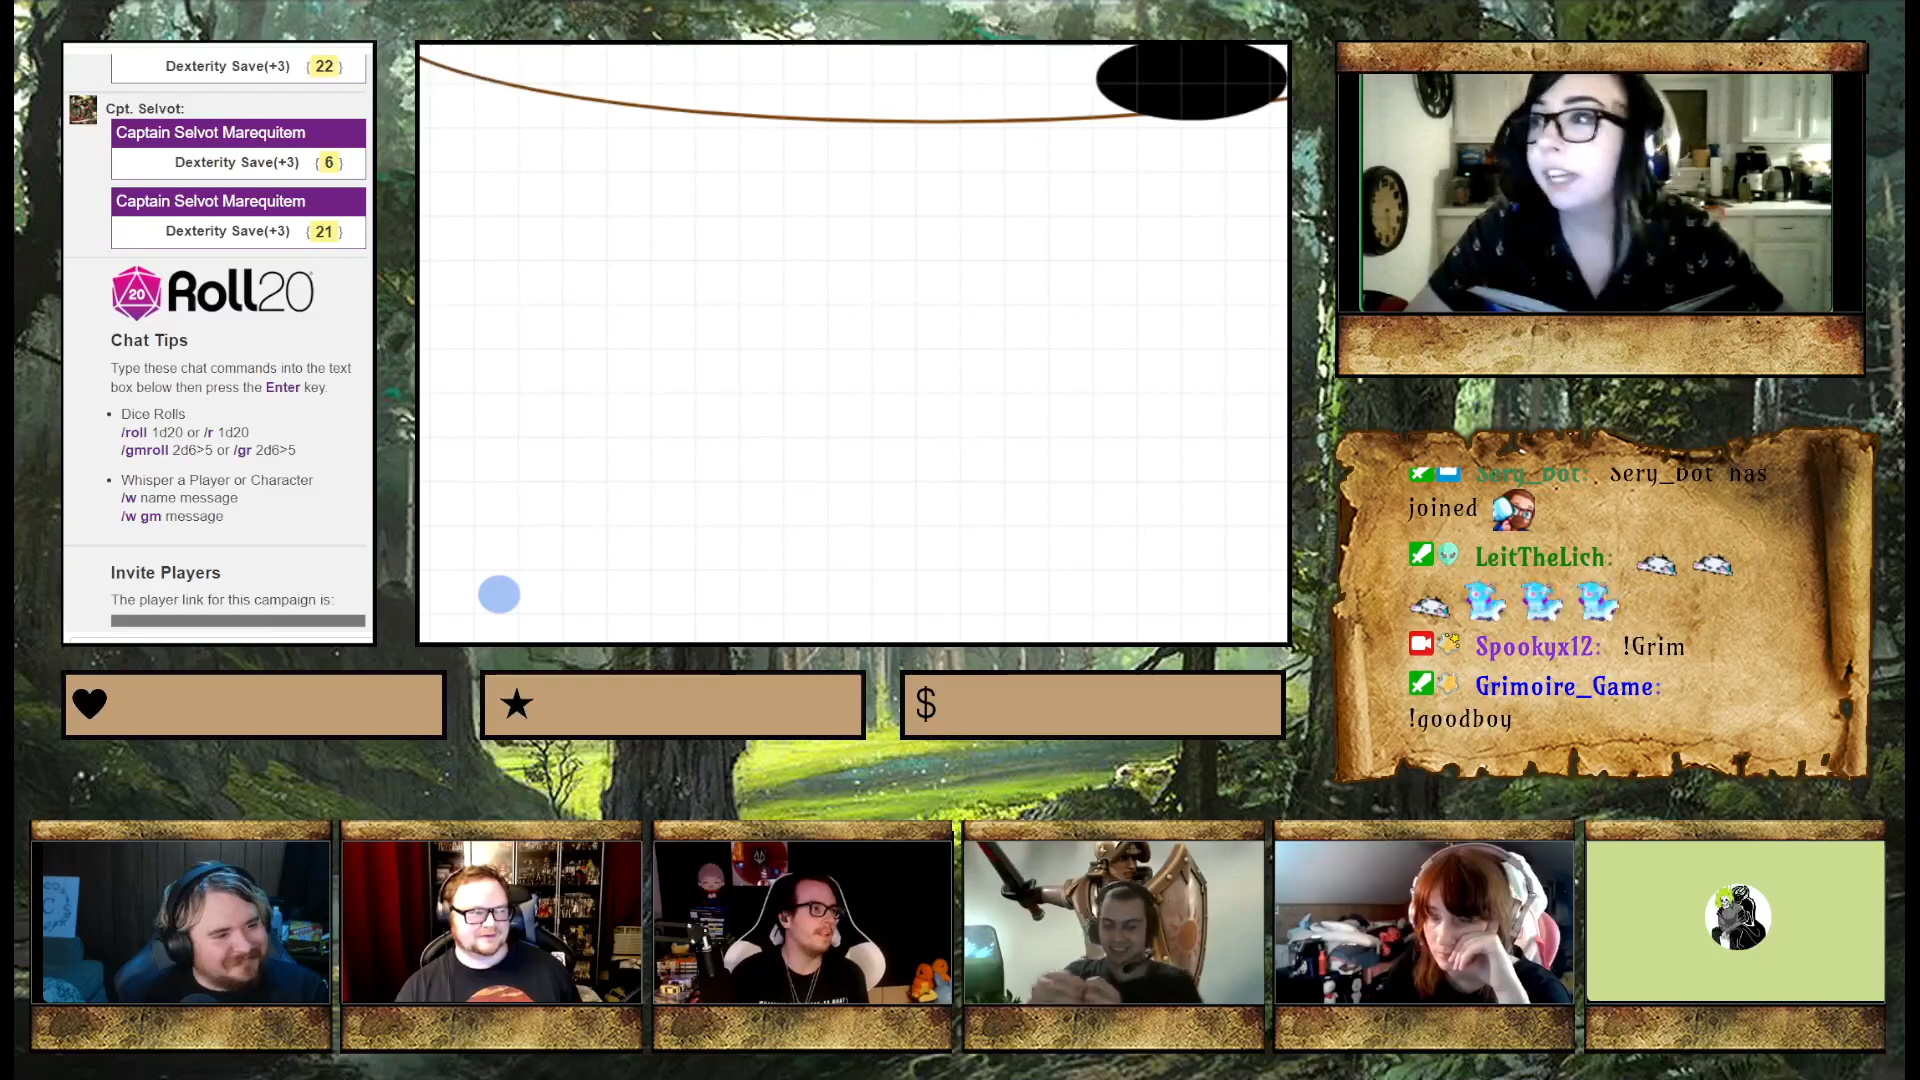 Dexterity Save(+3) {22}
Cpt. Selvot:
Captain Selvot Marequitem
Dexterity Save(+3) {6}
Captain Selvot Marequitem
Dexterity Save(+3) {21}
20 Roll20
Chat Tips
Type these chat commands into the text
box below then press the Enter key.
• Dice Rolls
/roll 1d20 or /r 1d20
/gmroll 2d6>5 or /gr 2d6>5
• Whisper a Player or Character
/w name message
/w gm message
Invite Players
The player link for this campaign is:
$
Sery_Bot: Sery_Bot has
joined
LeitTheLich:
Spookyx12: !Grim
Grimoire_Game:
!goodboy
C